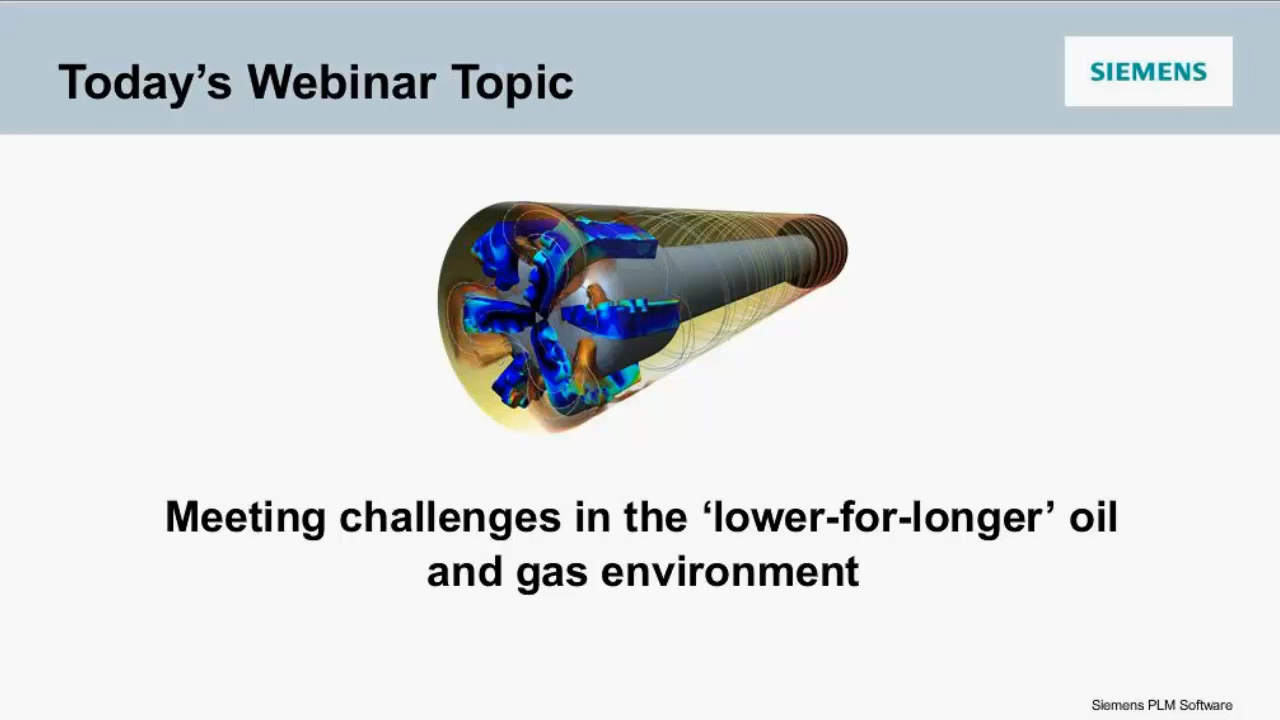 Today’s Webinar Topic
SIEMENS
Meeting challenges in the ‘lower-for-longer’ oil
and gas environment
Siemens PLM Software